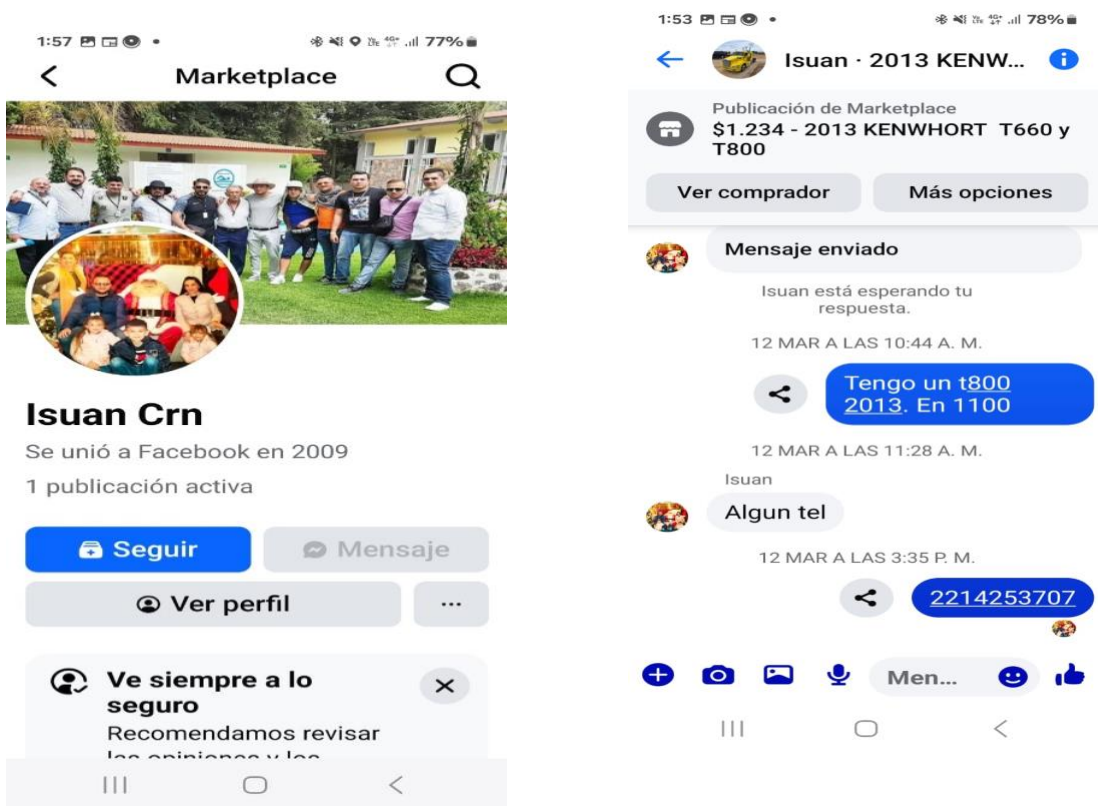 1:57
77%
Marketplace
Isuan Crn
Se unió a Facebook en 2009
1 publicación activa
Seguir
Mensaje
Ver perfil
...
Ve siempre a lo
seguro
Recomendamos revisar
las opiniones y los
1:53
78%
Isuan · 2013 KENW...
Publicación de Marketplace
$1.234 - 2013 KENWHORT T660 y
T800
Ver comprador
Más opciones
Mensaje enviado
Isuan está esperando tu
respuesta.
12 MAR A LAS 10:44 A. M.
Tengo un t800
2013. En 1100
12 MAR A LAS 11:28 A. M.
Isuan
Algun tel
12 MAR A LAS 3:35 P. M.
2214253707
Men...